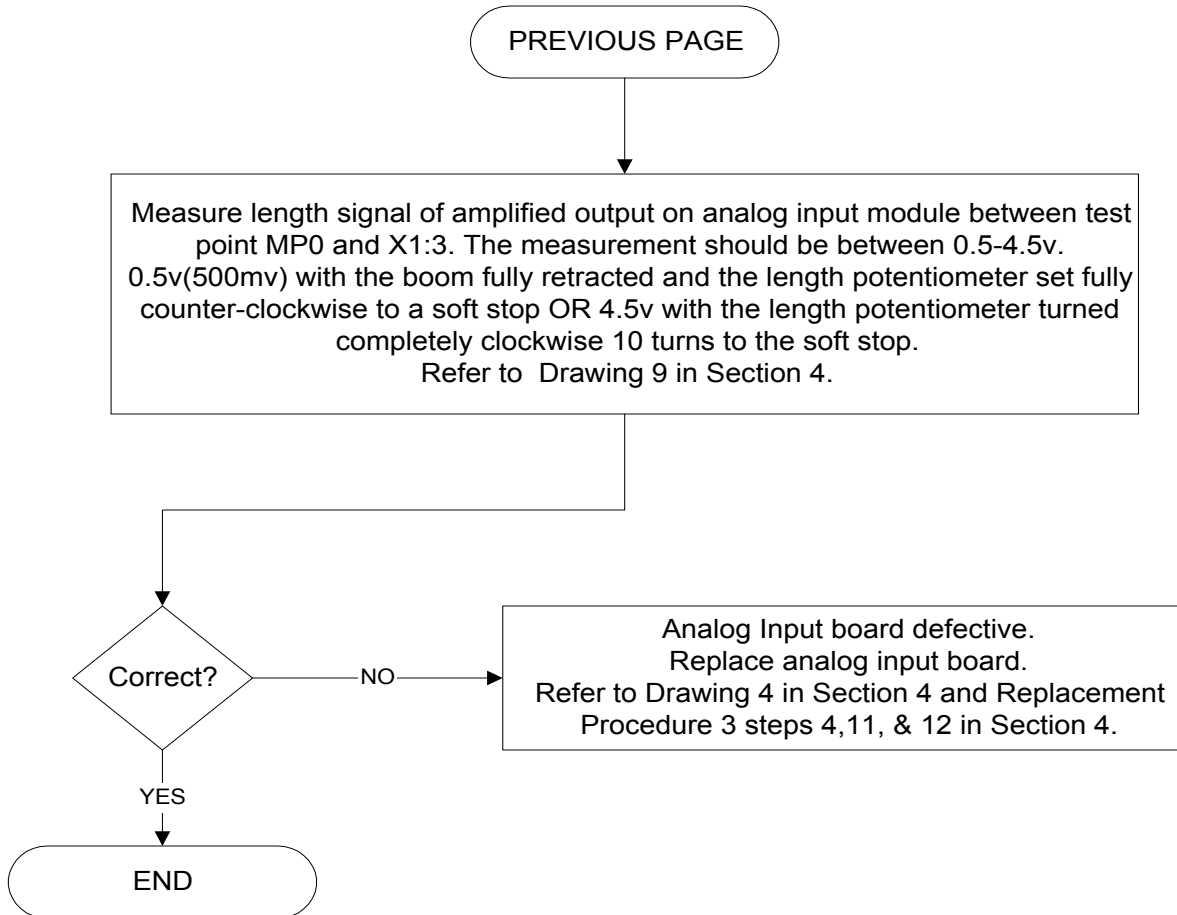 PREVIOUS PAGE
Measure length signal of amplified output on analog input module between test
point MP0 and X1:3. The measurement should be between 0.5-4.5v.
0.5v(500mv) with the boom fully retracted and the length potentiometer set fully
counter-clockwise to a soft stop OR 4.5v with the length potentiometer turned
completely clockwise 10 turns to the soft stop.
Refer to Drawing 9 in Section 4.
Correct?
NO
Analog Input board defective.
Replace analog input board.
Refer to Drawing 4 in Section 4 and Replacement
Procedure 3 steps 4,11, & 12 in Section 4.
YES
END